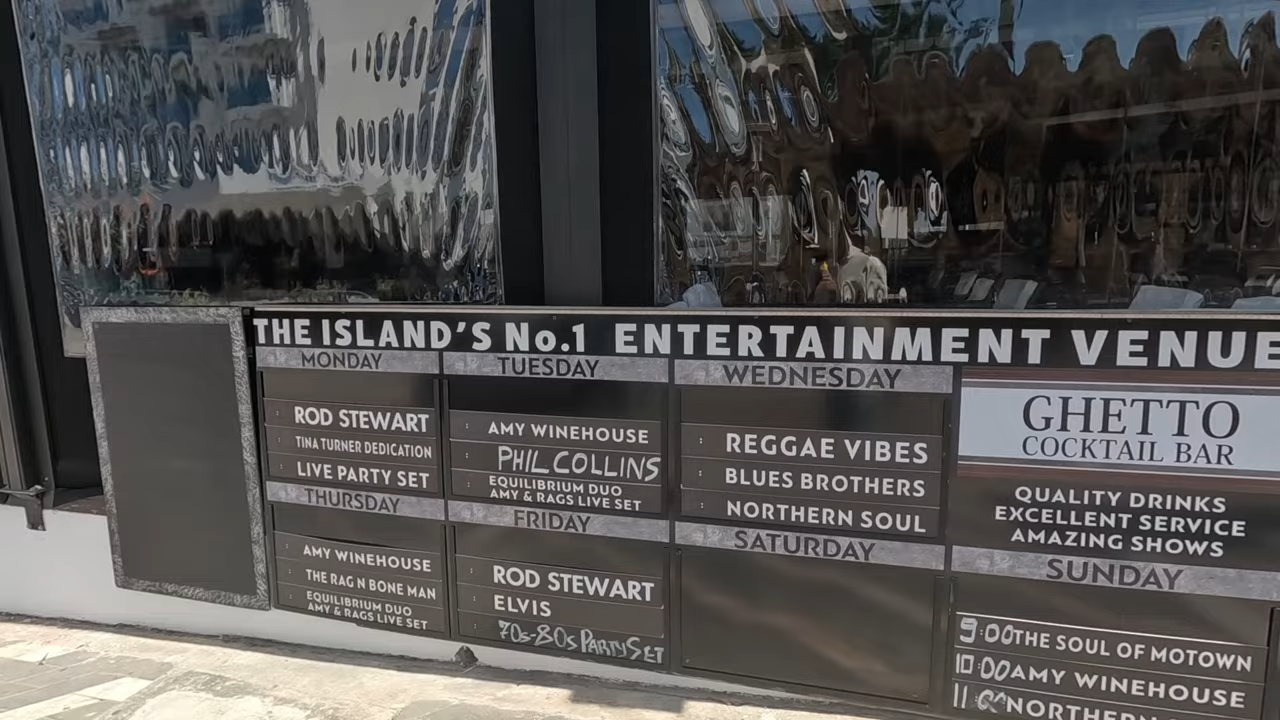 THE ISLAND'S No.1 ENTERTAINMENT VENUE
MONDAY
ROD STEWART
TINA TURNER DEDICATION
LIVE PARTY SET
TUESDAY
AMY WINEHOUSE
PHIL COLLINS
EQUILIBRIUM DUO
AMY & RAGS LIVE SET
WEDNESDAY
REGGAE VIBES
BLUES BROTHERS
NORTHERN SOUL
GHETTO
COCKTAIL BAR
QUALITY DRINKS
EXCELLENT SERVICE
AMAZING SHOWS
THURSDAY
AMY WINEHOUSE
THE RAG N BONE MAN
EQUILIBRIUM DUO
AMY & RAGS LIVE SET
FRIDAY
ROD STEWART
ELVIS
70s-80s PARTY SET
SATURDAY
SUNDAY
9:00 THE SOUL OF MOTOWN
10:00 AMY WINEHOUSE
NORTHERN